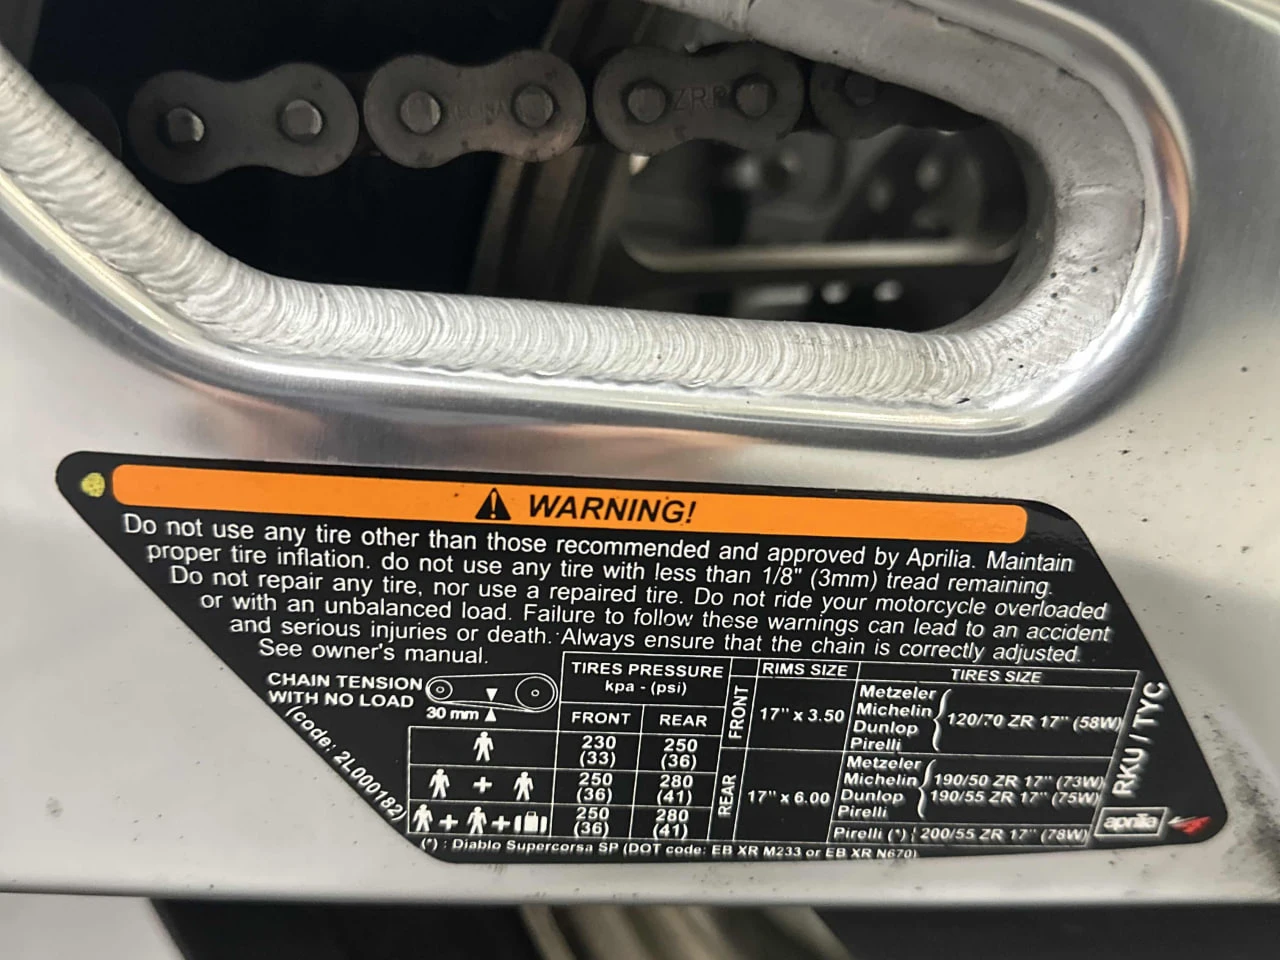 REGINA
ZRP
WARNING!
Do not use any tire other than those recommended and approved by Aprilia. Maintain
proper tire inflation. do not use any tire with less than 1/8" (3mm) tread remaining.
Do not repair any tire, nor use a repaired tire. Do not ride your motorcycle overloaded
or with an unbalanced load. Failure to follow these warnings can lead to an accident
and serious injuries or death. Always ensure that the chain is correctly adjusted.
See owner's manual.
CHAIN TENSION
WITH NO LOAD
30 mm
(code: 2L000182)
TIRES PRESSURE
kpa - (psi)
FRONT REAR
230 250
(33) (36)
+
250 280
(36) (41)
+ +
250 280
(36) (41)
RIMS SIZE TIRES SIZE
FRONT
17" x 3.50
Metzeler
Michelin
Dunlop
Pirelli
120/70 ZR 17" (58W)
REAR
17" x 6.00
Metzeler
Michelin
Dunlop
Pirelli
190/50 ZR 17" (73W)
190/55 ZR 17" (75W)
Pirelli (*) { 200/55 ZR 17" (78W)
RKU / TYC
aprilia
(*) : Diablo Supercorsa SP (DOT code: EB XR M233 or EB XR N670)